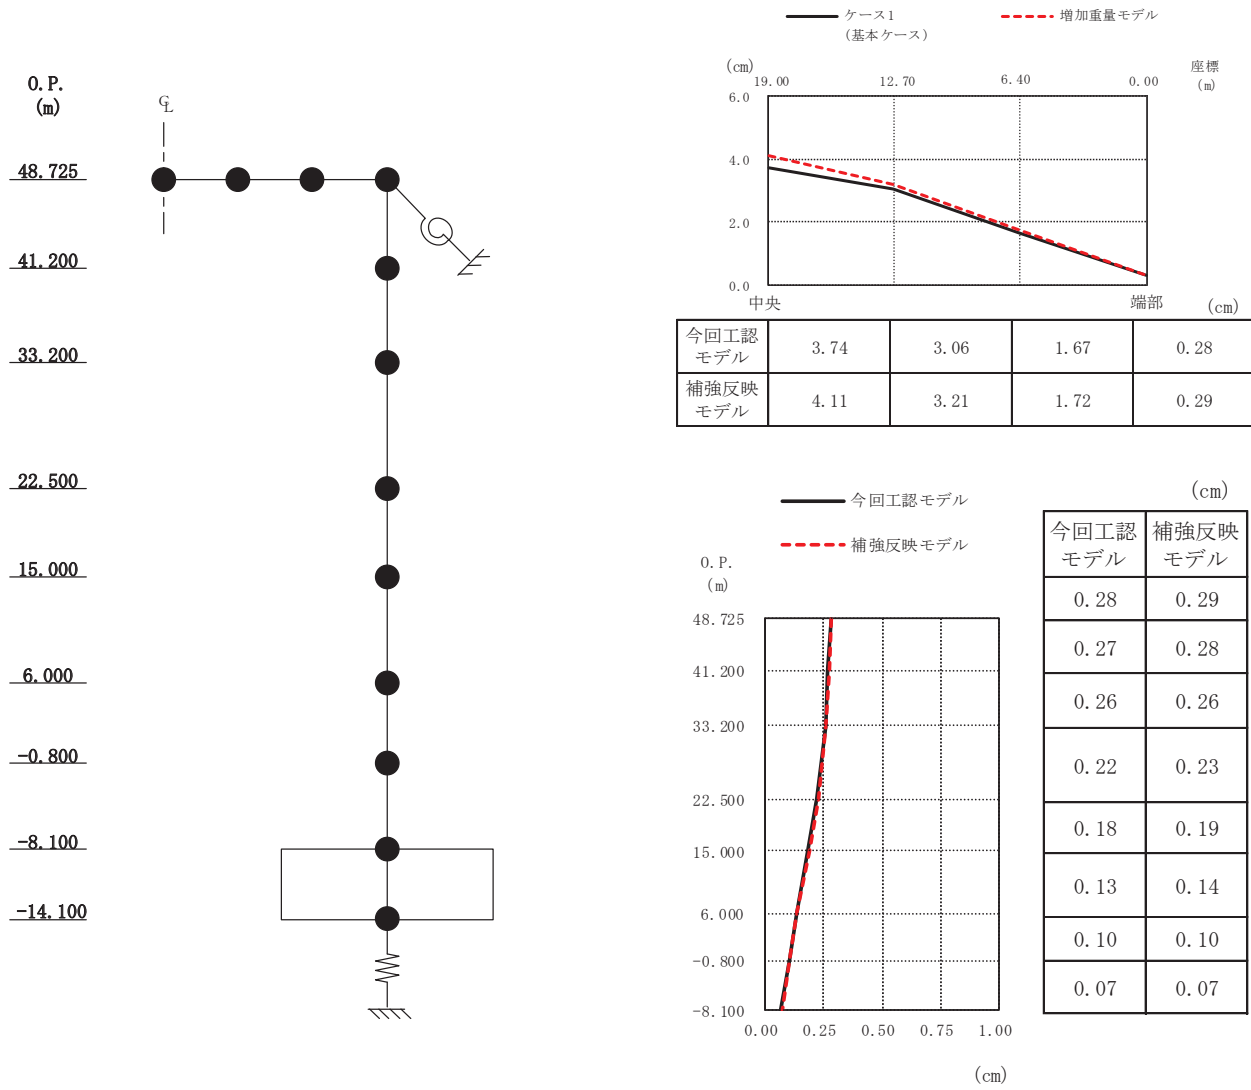 O.P.
(m)
℄
48.725
41.200
33.200
22.500
15.000
6.000
-0.800
-8.100
-14.100
ケース1
(基本ケース)
増加重量モデル
(cm)
19.00 12.70 6.40 0.00
座標
(m)
6.0
4.0
2.0
0.0
中央 端部 (cm)
今回工認モデル 3.74 3.06 1.67 0.28
補強反映モデル 4.11 3.21 1.72 0.29
今回工認モデル
補強反映モデル
O.P.
(m)
48.725
41.200
33.200
22.500
15.000
6.000
-0.800
-8.100
0.00 0.25 0.50 0.75 1.00
(cm)
(cm)
今回工認 補強反映
モデル モデル
0.28 0.29
0.27 0.28
0.26 0.26
0.22 0.23
0.18 0.19
0.13 0.14
0.10 0.10
0.07 0.07